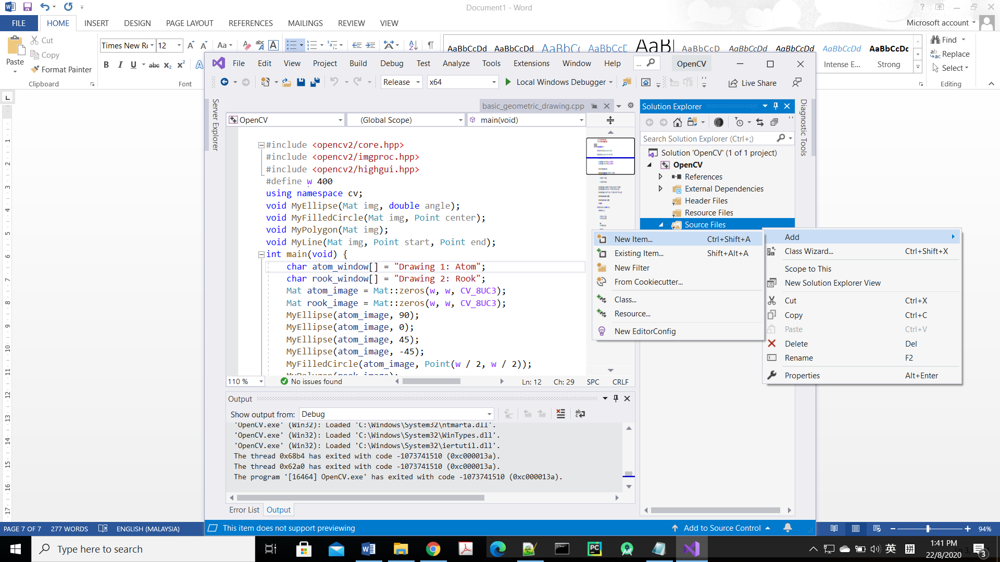 Document1 - Word
FILE HOME INSERT DESIGN PAGE LAYOUT REFERENCES MAILINGS REVIEW VIEW
Microsoft account
Paste
Cut
Copy
Format Painter
Clipboard
Times New Ro 12
B I U abc X₂ X²
Font
AaBbCcDd AaBbCcDd AaBbCc AaBbCcD AaBl AaBbCcD AaBbCcDd AaBbCcDd AaBbCcDd AaBbCcDc
Intense E... Strong
Find
Replace
Select
Editing
File Edit View Project Build Debug Test Analyze Tools Extensions Window Help ... OpenCV
Release x64 Local Windows Debugger Live Share
Server Explorer
basic_geometric_drawing.cpp
OpenCV (Global Scope) main(void)
#include <opencv2/core.hpp>
#include <opencv2/imgproc.hpp>
#include <opencv2/highgui.hpp>
#define w 400
using namespace cv;
void MyEllipse(Mat img, double angle);
void MyFilledCircle(Mat img, Point center);
void MyPolygon(Mat img);
void MyLine(Mat img, Point start, Point end);
int main(void) {
char atom_window[] = "Drawing 1: Atom";
char rook_window[] = "Drawing 2: Rook";
Mat atom_image = Mat::zeros(w, w, CV_8UC3);
Mat rook_image = Mat::zeros(w, w, CV_8UC3);
MyEllipse(atom_image, 90);
MyEllipse(atom_image, 0);
MyEllipse(atom_image, 45);
MyEllipse(atom_image, -45);
MyFilledCircle(atom_image, Point(w / 2, w / 2));
MyPolygon(rook_image);
110 % No issues found Ln: 12 Ch: 29 SPC CRLF
Solution Explorer
Search Solution Explorer (Ctrl+;)
Solution 'OpenCV' (1 of 1 project)
OpenCV
References
External Dependencies
Header Files
Resource Files
Source Files
Diagnostic Tools
New Item... Ctrl+Shift+A
Existing Item... Shift+Alt+A
New Filter
From Cookiecutter...
Class...
Resource...
New EditorConfig
Add
Class Wizard... Ctrl+Shift+X
Scope to This
New Solution Explorer View
Cut Ctrl+X
Copy Ctrl+C
Paste Ctrl+V
Delete Del
Rename F2
Properties Alt+Enter
Output
Show output from: Debug
'OpenCV.exe' (Win32): Loaded 'C:\Windows\System32\ntmarta.dll'.
'OpenCV.exe' (Win32): Loaded 'C:\Windows\System32\WinTypes.dll'.
'OpenCV.exe' (Win32): Loaded 'C:\Windows\System32\iertutil.dll'.
The thread 0x68b4 has exited with code -1073741510 (0xc000013a).
The thread 0x62a0 has exited with code -1073741510 (0xc000013a).
The program '[16464] OpenCV.exe' has exited with code -1073741510 (0xc000013a).
Error List Output
This item does not support previewing Add to Source Control
PAGE 7 OF 7 277 WORDS ENGLISH (MALAYSIA) 94%
Type here to search
英 拼
1:41 PM
22/8/2020
3